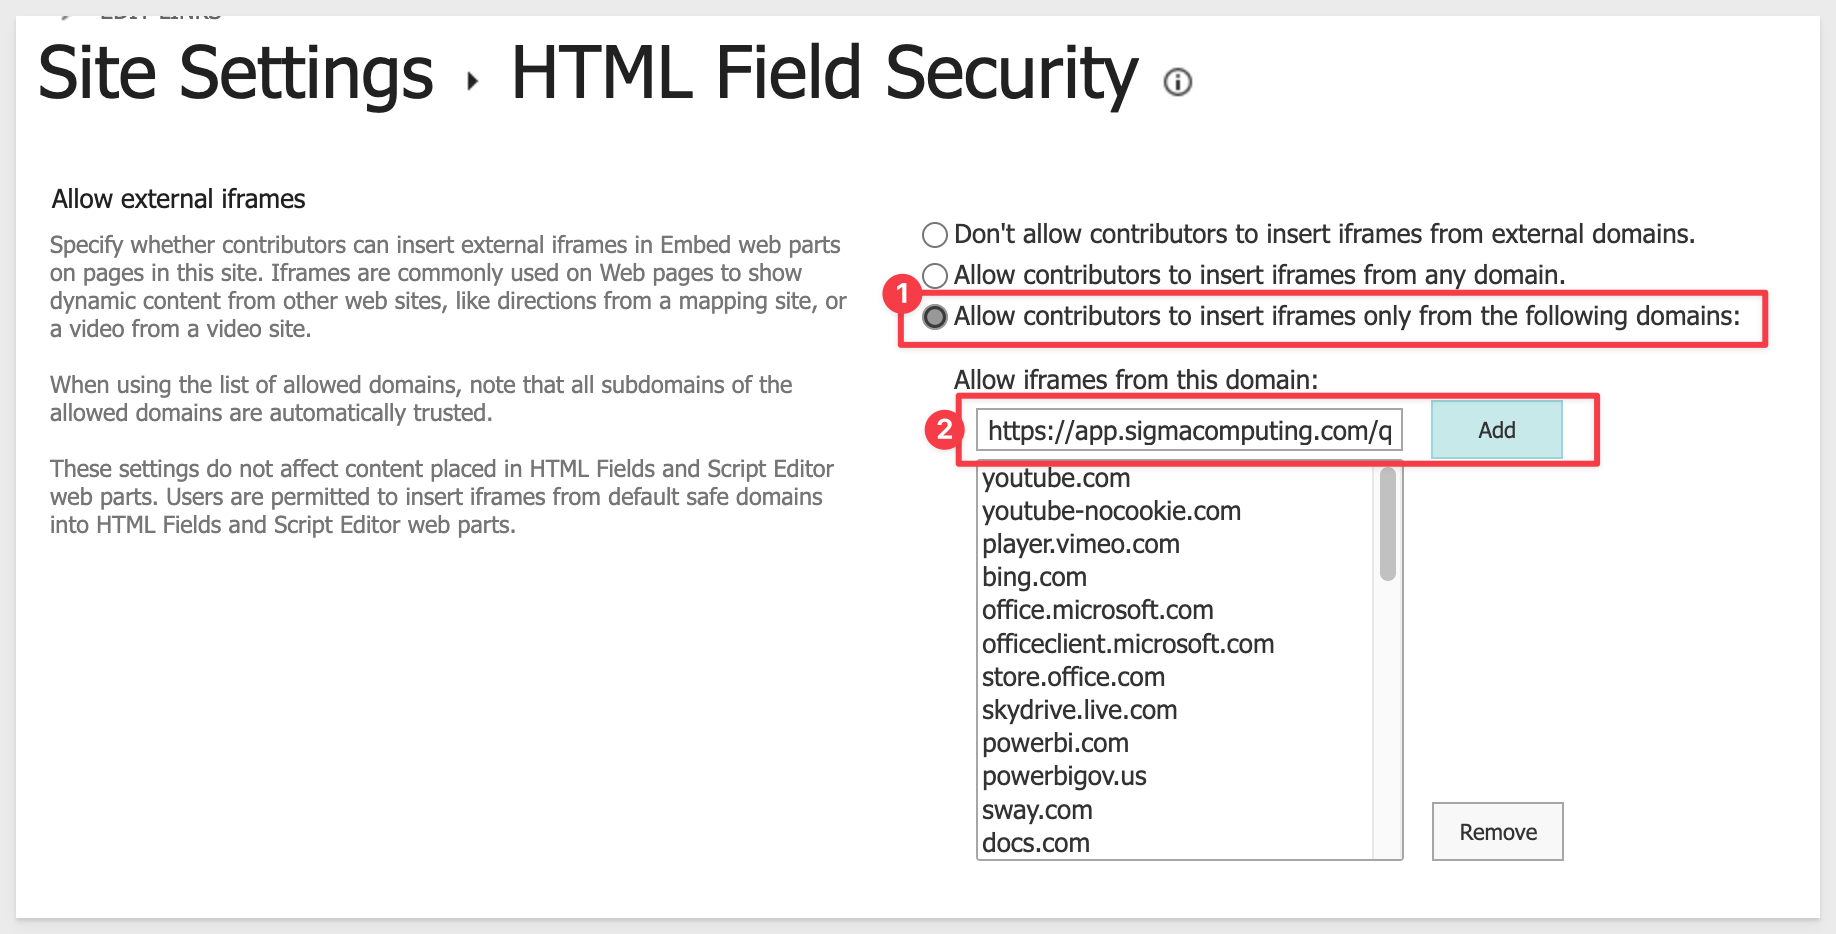 EDIT LINKS
Site Settings ▸ HTML Field Security
Allow external iframes
Specify whether contributors can insert external iframes in Embed web parts
on pages in this site. Iframes are commonly used on Web pages to show
dynamic content from other web sites, like directions from a mapping site, or
a video from a video site.
When using the list of allowed domains, note that all subdomains of the
allowed domains are automatically trusted.
These settings do not affect content placed in HTML Fields and Script Editor
web parts. Users are permitted to insert iframes from default safe domains
into HTML Fields and Script Editor web parts.
Don't allow contributors to insert iframes from external domains.
Allow contributors to insert iframes from any domain.
1
Allow contributors to insert iframes only from the following domains:
Allow iframes from this domain:
2 https://app.sigmacomputing.com/q Add
youtube.com
youtube-nocookie.com
player.vimeo.com
bing.com
office.microsoft.com
officeclient.microsoft.com
store.office.com
skydrive.live.com
powerbi.com
powerbigov.us
sway.com
docs.com
Remove